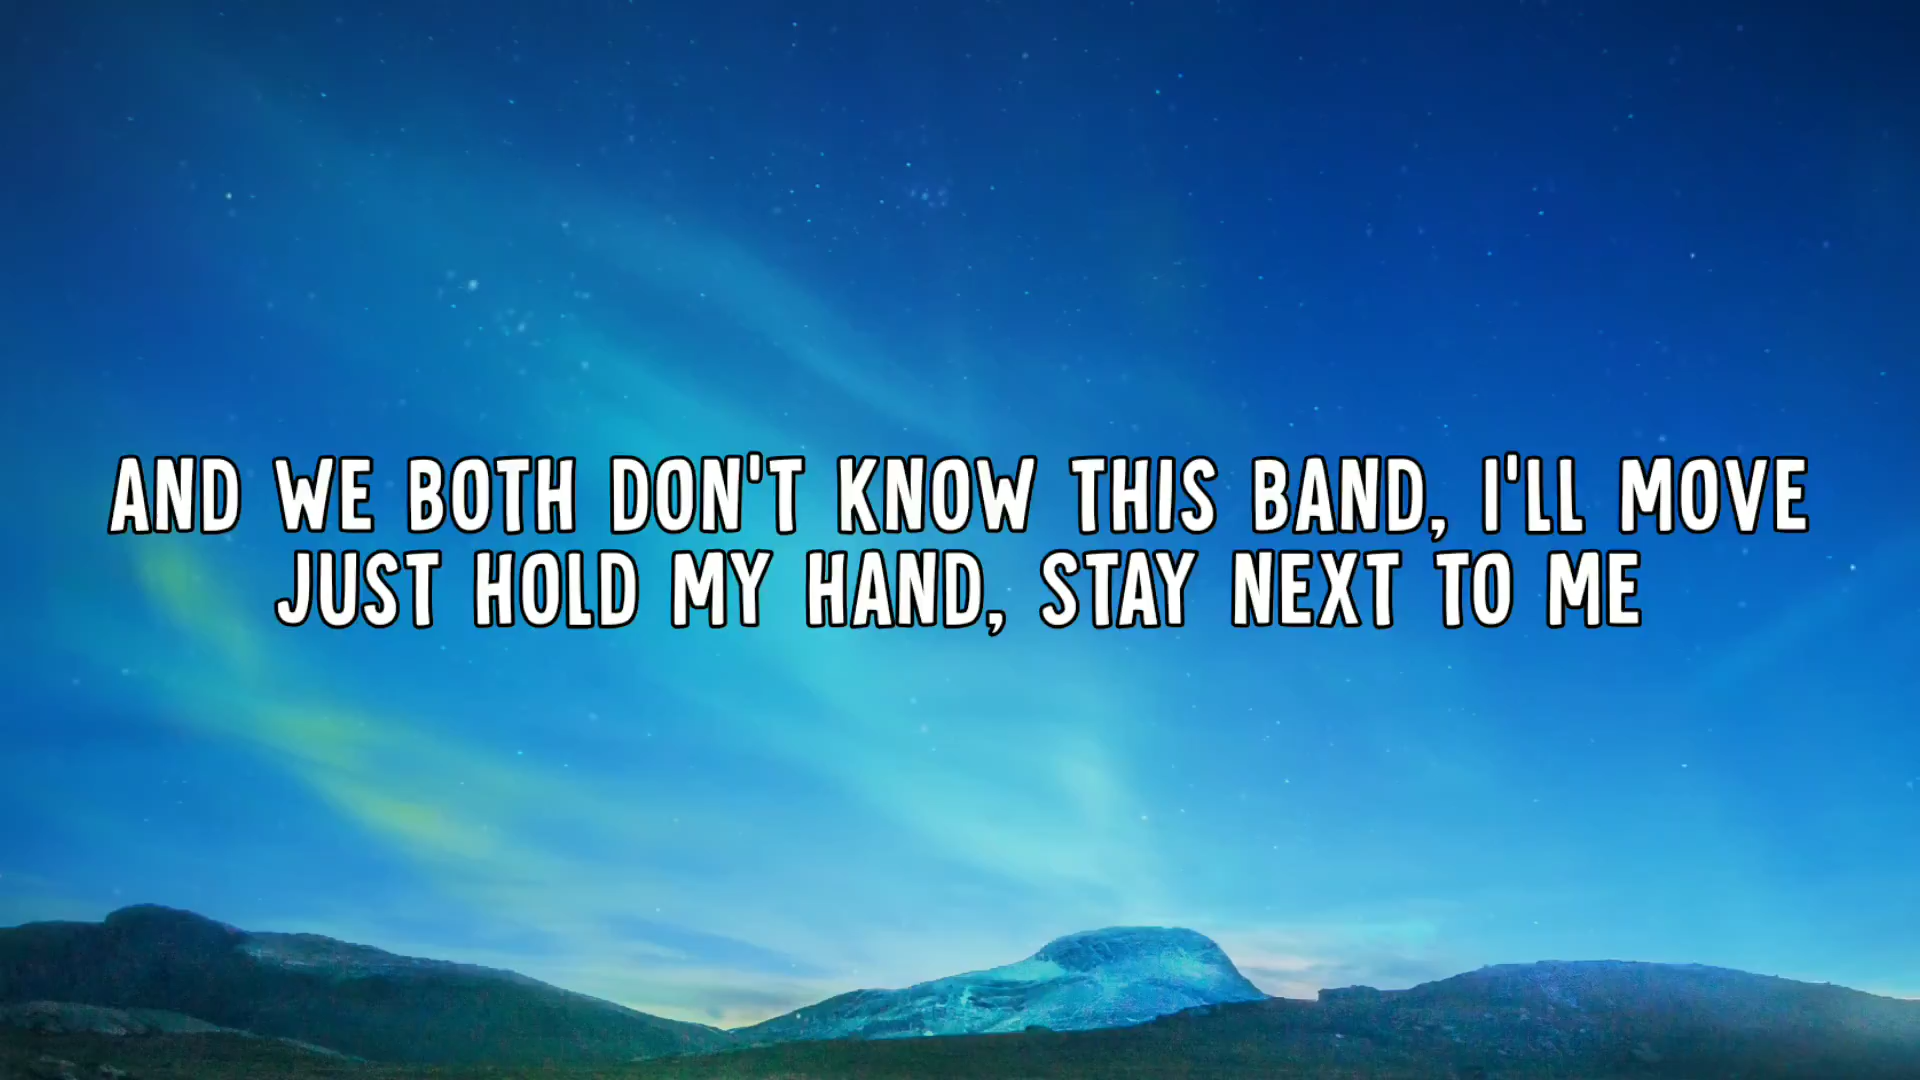 AND WE BOTH DON'T KNOW THIS BAND, I'LL MOVE
JUST HOLD MY HAND, STAY NEXT TO ME